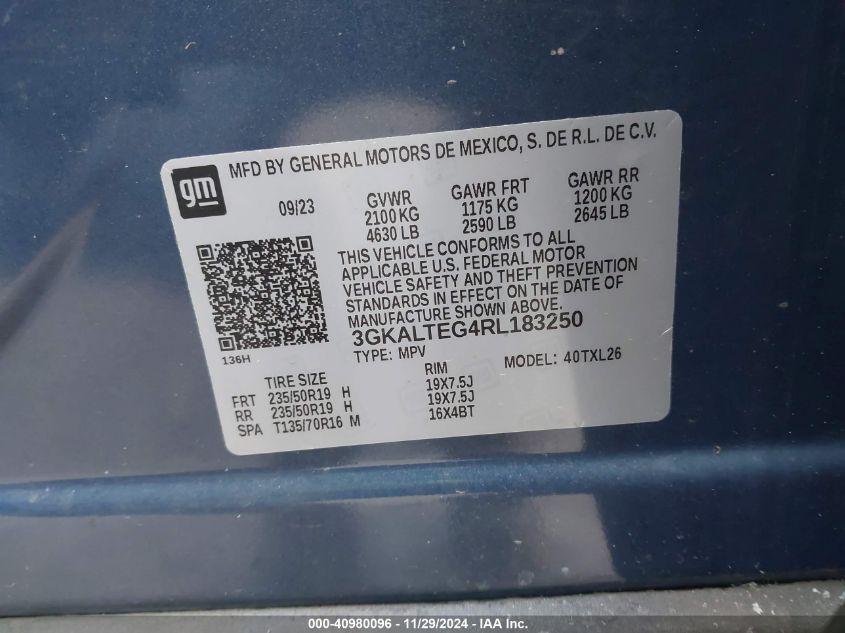 gm
MFD BY GENERAL MOTORS DE MEXICO, S. DE R.L. DE C.V.
09/23 GVWR GAWR FRT GAWR RR
2100 KG 1175 KG 1200 KG
4630 LB 2590 LB 2645 LB
THIS VEHICLE CONFORMS TO ALL
APPLICABLE U.S. FEDERAL MOTOR
VEHICLE SAFETY AND THEFT PREVENTION
STANDARDS IN EFFECT ON THE DATE OF
MANUFACTURE SHOWN ABOVE.
3GKALTEG4RL183250
136H
TYPE: MPV MODEL: 40TXL26
TIRE SIZE RIM
FRT 235/50R19 H 19X7.5J
RR 235/50R19 H 19X7.5J
SPA T135/70R16 M 16X4BT
000-40980096 - 11/29/2024 - IAA Inc.